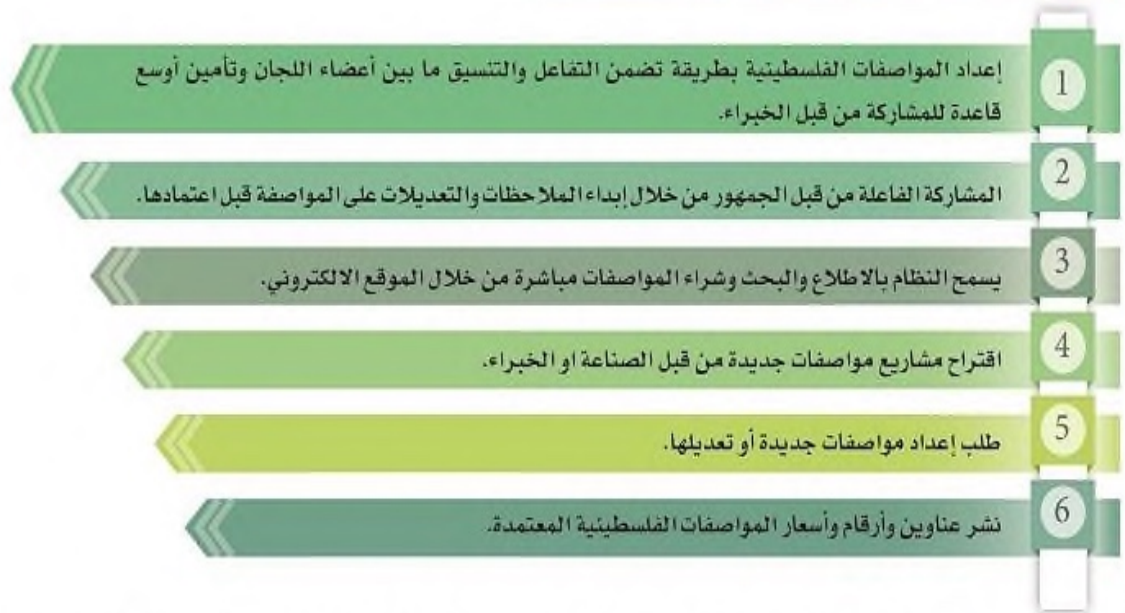 1
إعداد المواصفات الفلسطينية بطريقة تضمن التفاعل والتنسيق ما بين أعضاء اللجان وتأمين أوسع
قاعدة للمشاركة من قبل الخبراء.
2
المشاركة الفاعلة من قبل الجمهور من خلال إبداء الملاحظات والتعديلات على المواصفة قبل اعتمادها.
3
يسمح النظام بالاطلاع والبحث وشراء المواصفات مباشرة من خلال الموقع الالكتروني.
4
اقتراح مشاريع مواصفات جديدة من قبل الصناعة او الخبراء.
5
طلب إعداد مواصفات جديدة أو تعديلها.
6
نشر عناوين وأرقام وأسعار المواصفات الفلسطينية المعتمدة.